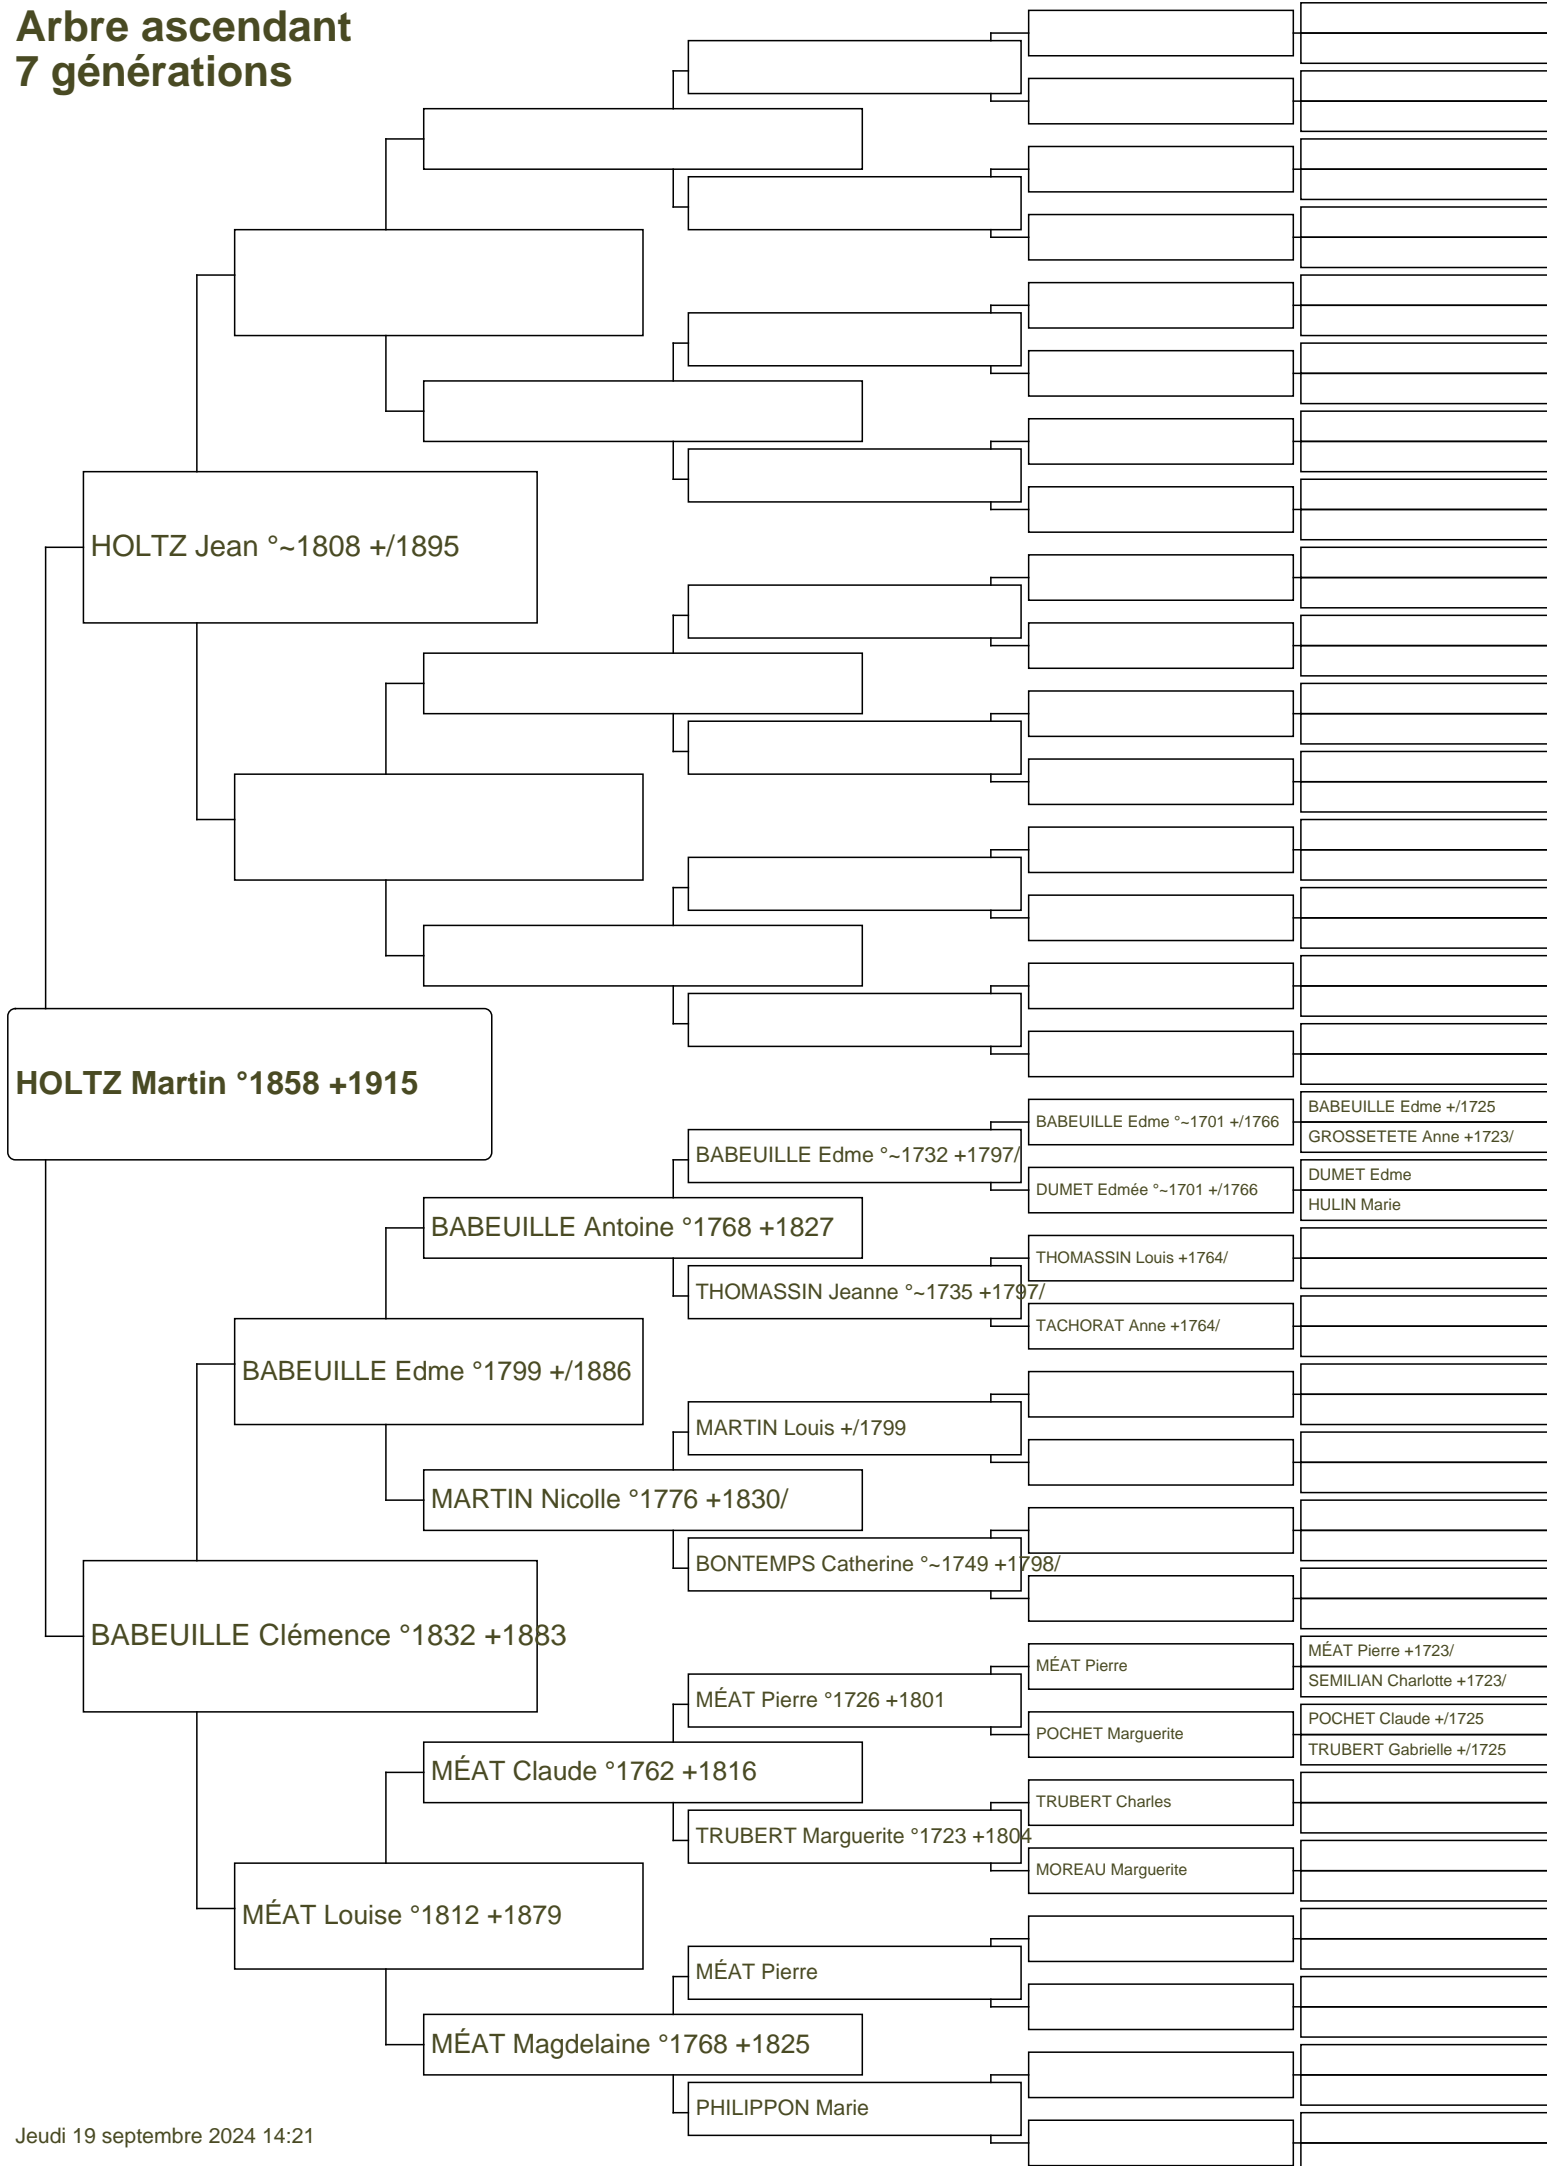 Arbre ascendant
7 générations
HOLTZ Jean °~1808 +/1895
HOLTZ Martin °1858 +1915
BABEUILLE Edme °~1701 +/1766
BABEUILLE Edme +/1725
GROSSETETE Anne +1723/
BABEUILLE Edme °~1732 +1797/
DUMET Edmée °~1701 +/1766
DUMET Edme
HULIN Marie
BABEUILLE Antoine °1768 +1827
THOMASSIN Louis +1764/
THOMASSIN Jeanne °~1735 +1797/
TACHORAT Anne +1764/
BABEUILLE Edme °1799 +/1886
MARTIN Louis +/1799
MARTIN Nicolle °1776 +1830/
BONTEMPS Catherine °~1749 +1798/
BABEUILLE Clémence °1832 +1883
MÉAT Pierre
MÉAT Pierre +1723/
SEMILIAN Charlotte +1723/
MÉAT Pierre °1726 +1801
POCHET Marguerite
POCHET Claude +/1725
TRUBERT Gabrielle +/1725
MÉAT Claude °1762 +1816
TRUBERT Charles
TRUBERT Marguerite °1723 +1804
MOREAU Marguerite
MÉAT Louise °1812 +1879
MÉAT Pierre
MÉAT Magdelaine °1768 +1825
PHILIPPON Marie
Jeudi 19 septembre 2024 14:21